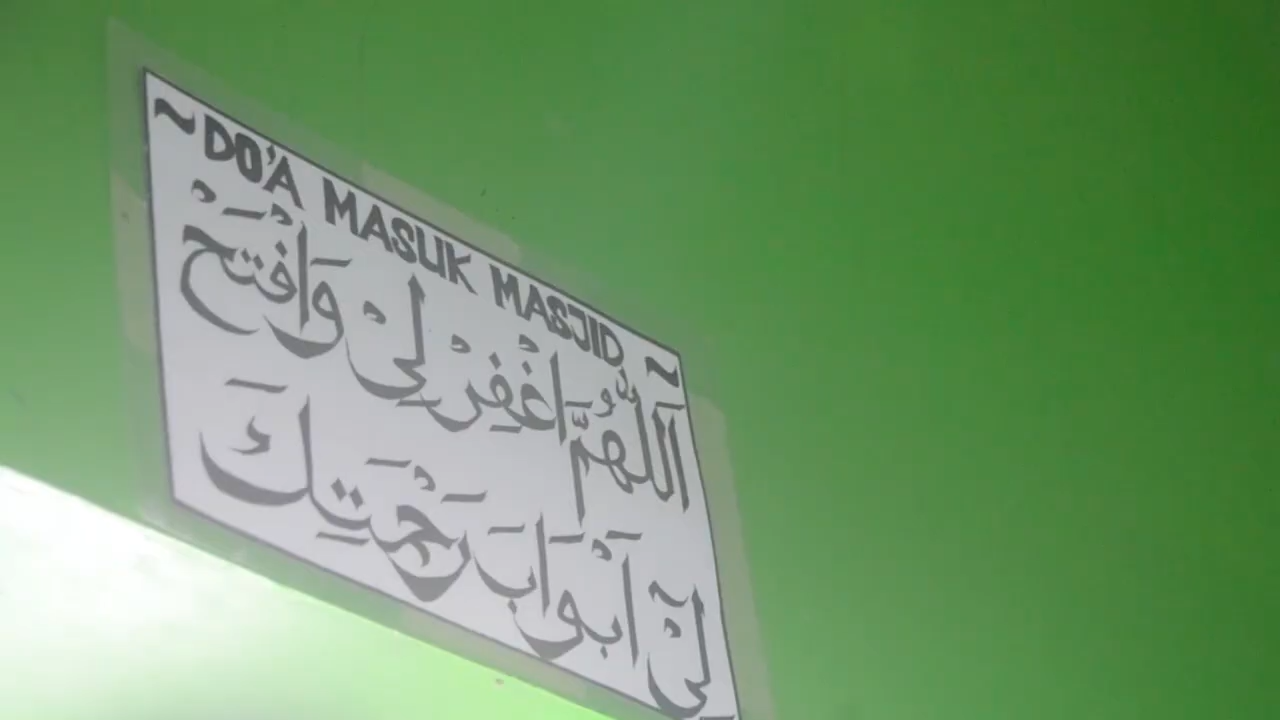 ~ DO'A MASUK MASJID ~
اَللّٰهُمَّ اغْفِرْ لِيْ وَافْتَحْ
لِيْ اَبْوَابَ رَحْمَتِكَ